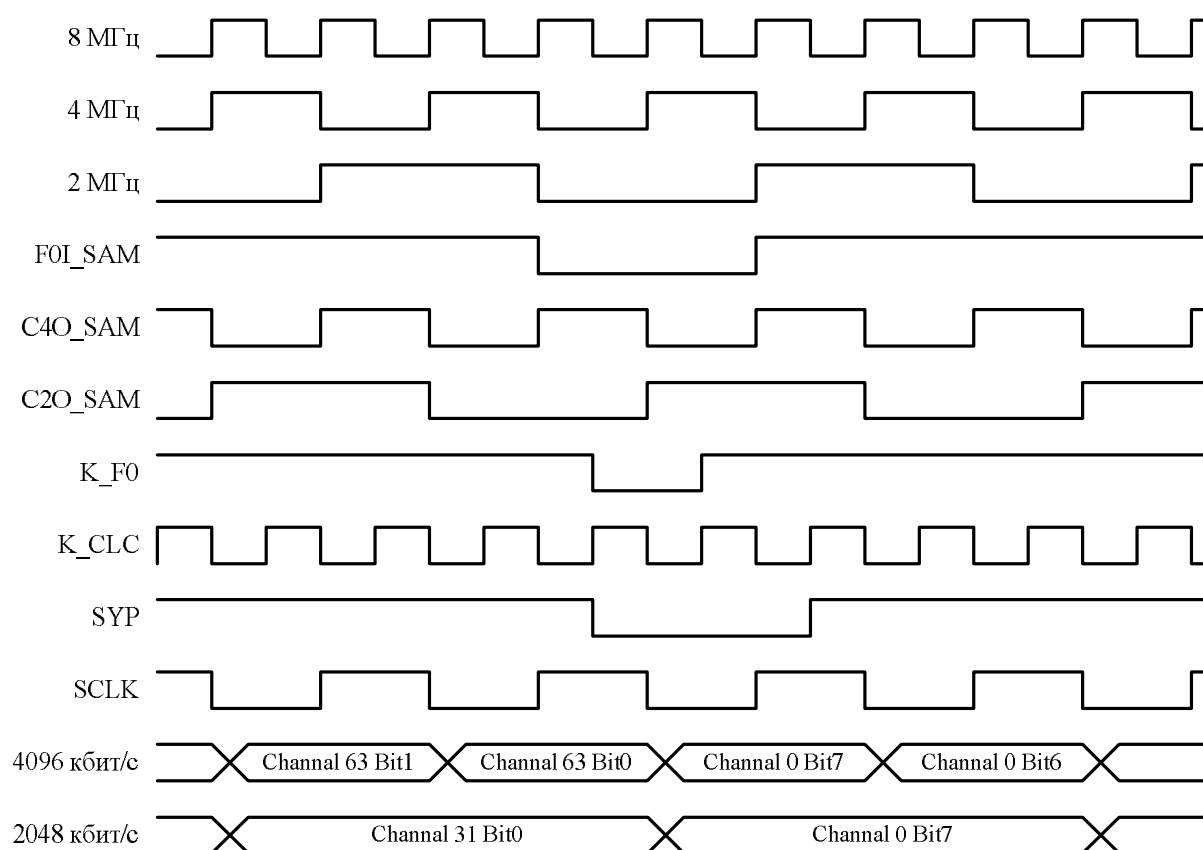 8 МГц
4 МГц
2 МГц
F0I_SAM
C4O_SAM
C2O_SAM
K_F0
K_CLC
SYP
SCLK
4096 кбит/с Channal 63 Bit1 Channal 63 Bit0 Channal 0 Bit7 Channal 0 Bit6
2048 кбит/с Channal 31 Bit0 Channal 0 Bit7